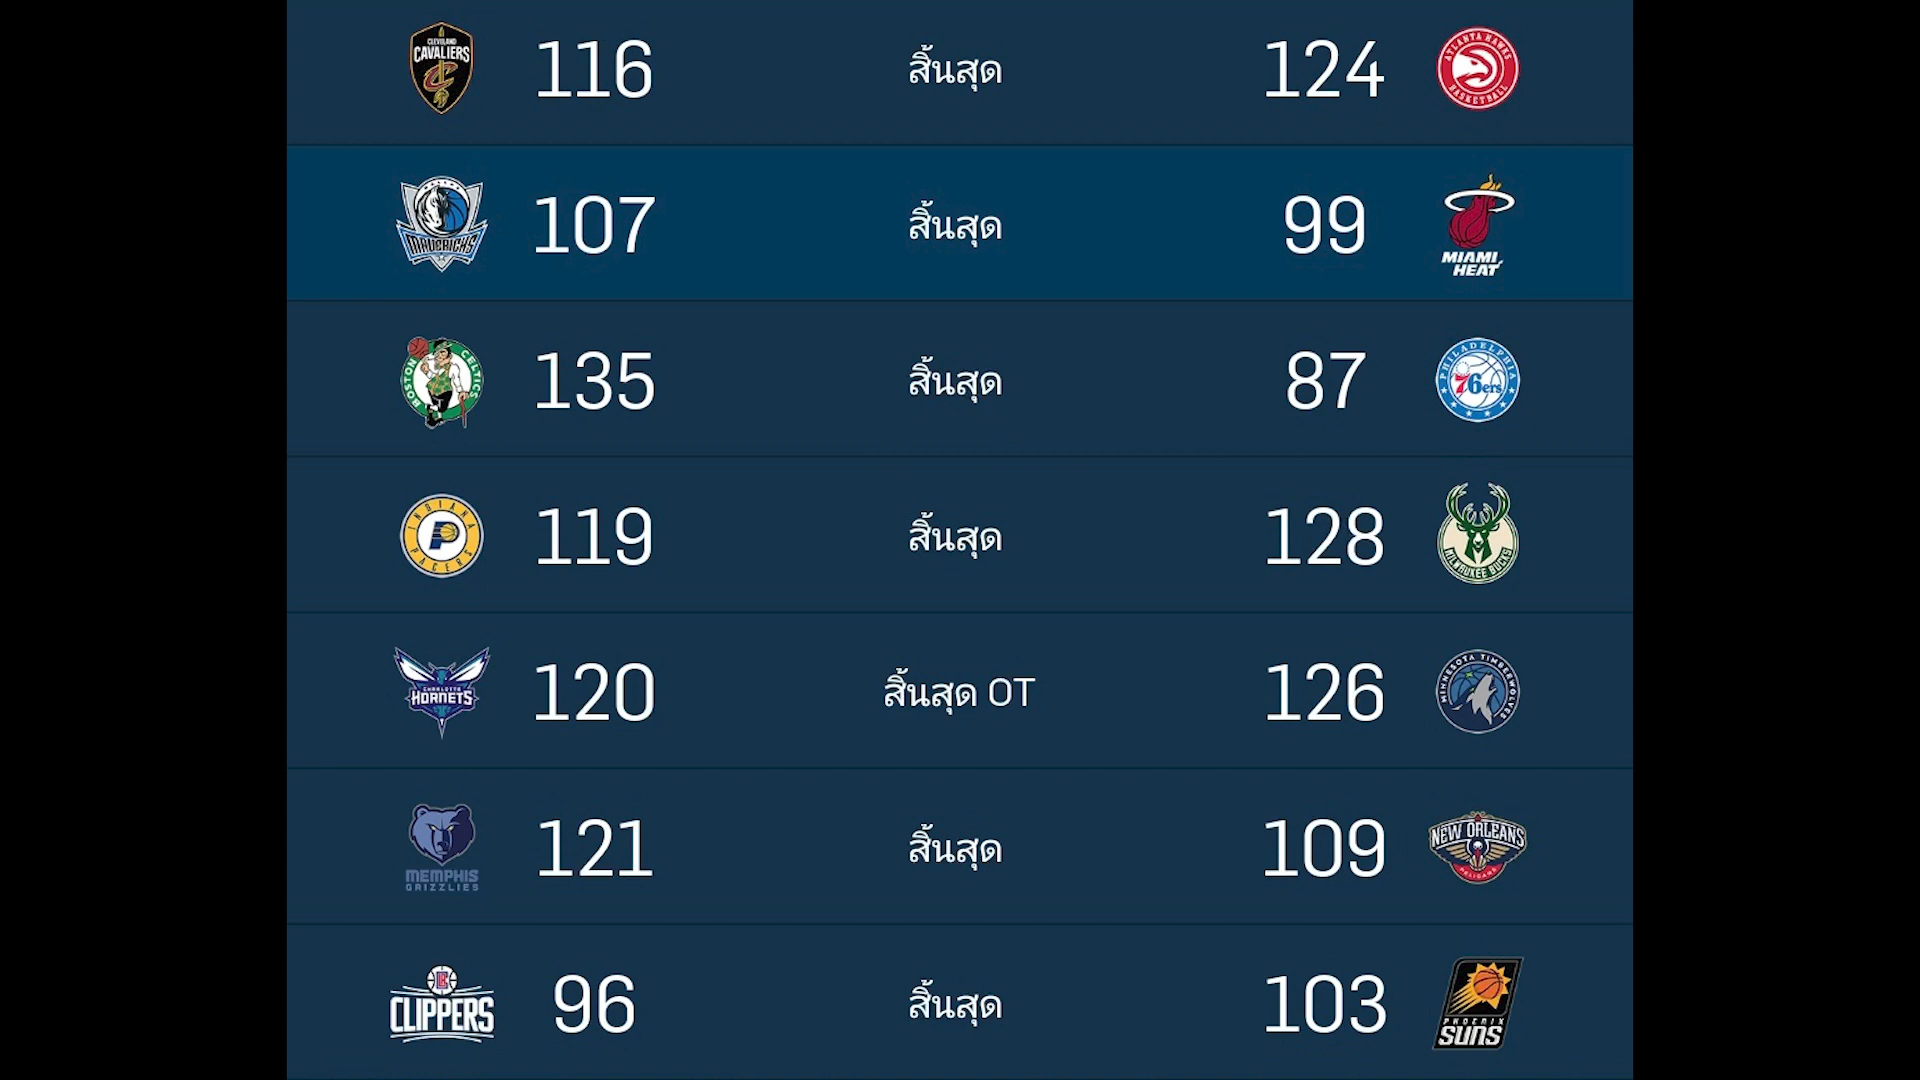 CLEVELAND
CAVALIERS
116 สิ้นสุด 124
ATLANTA HAWKS BASKETBALL
MAVERICKS
107 สิ้นสุด 99
MIAMI
HEAT
BOSTON CELTICS
135 สิ้นสุด 87
PHILADELPHIA
76ers
INDIANA PACERS
119 สิ้นสุด 128
MILWAUKEE BUCKS
CHARLOTTE
HORNETS
120 สิ้นสุด OT 126
MINNESOTA TIMBERWOLVES
MEMPHIS
GRIZZLIES
121 สิ้นสุด 109
NEW ORLEANS
PELICANS
CLIPPERS
96 สิ้นสุด 103
PHOENIX
SUNS